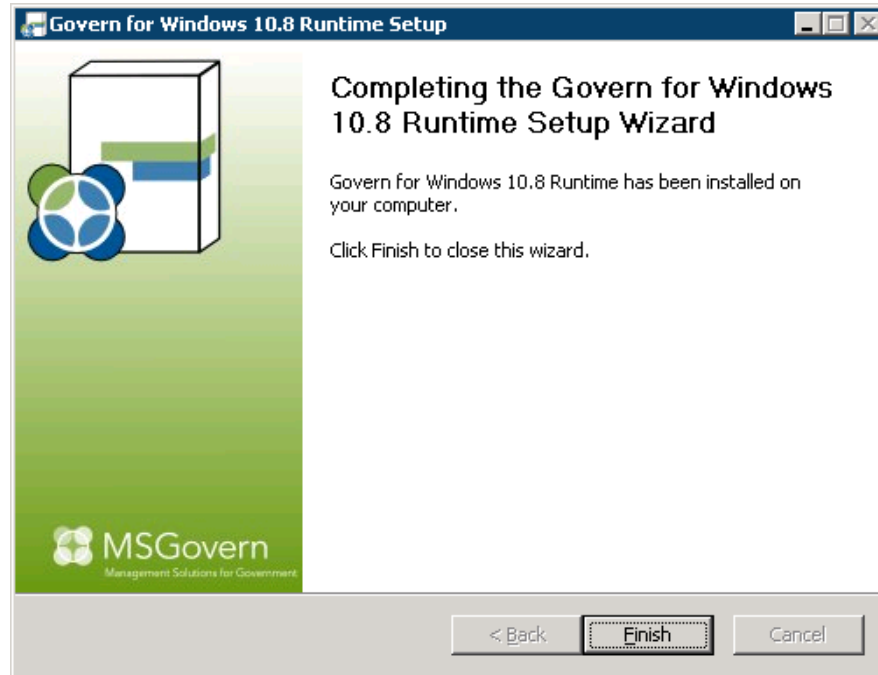 Govern for Windows 10.8 Runtime Setup
Completing the Govern for Windows
10.8 Runtime Setup Wizard
Govern for Windows 10.8 Runtime has been installed on
your computer.
Click Finish to close this wizard.
MSGovern
Management Solutions for Government
< Back
Finish
Cancel